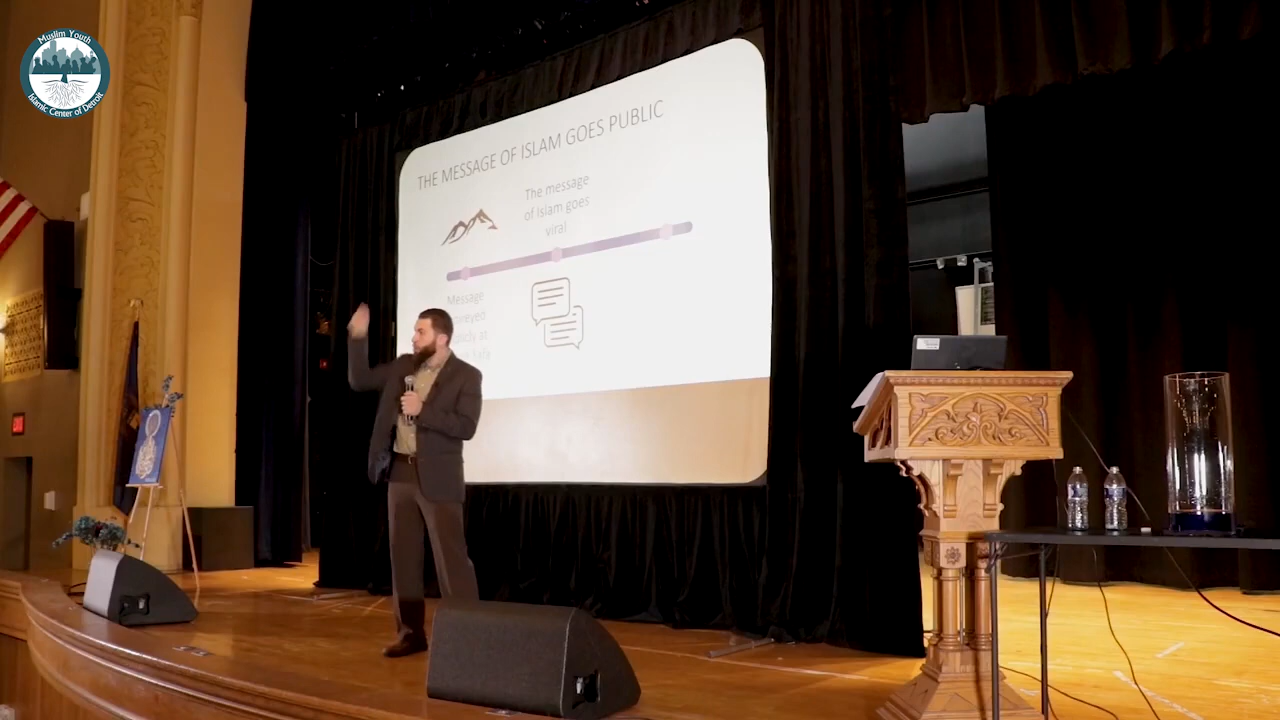 Muslim Youth
Islamic Center of Detroit
THE MESSAGE OF ISLAM GOES PUBLIC
The message
of Islam goes
viral
Message
at